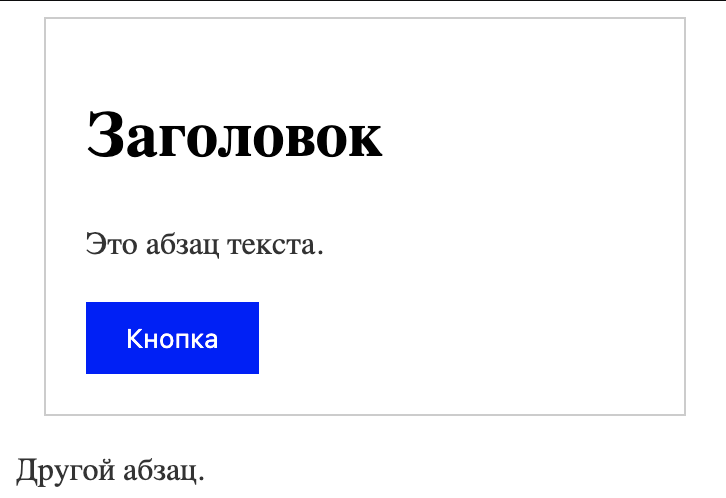 Заголовок
Это абзац текста.
Кнопка
Другой абзац.